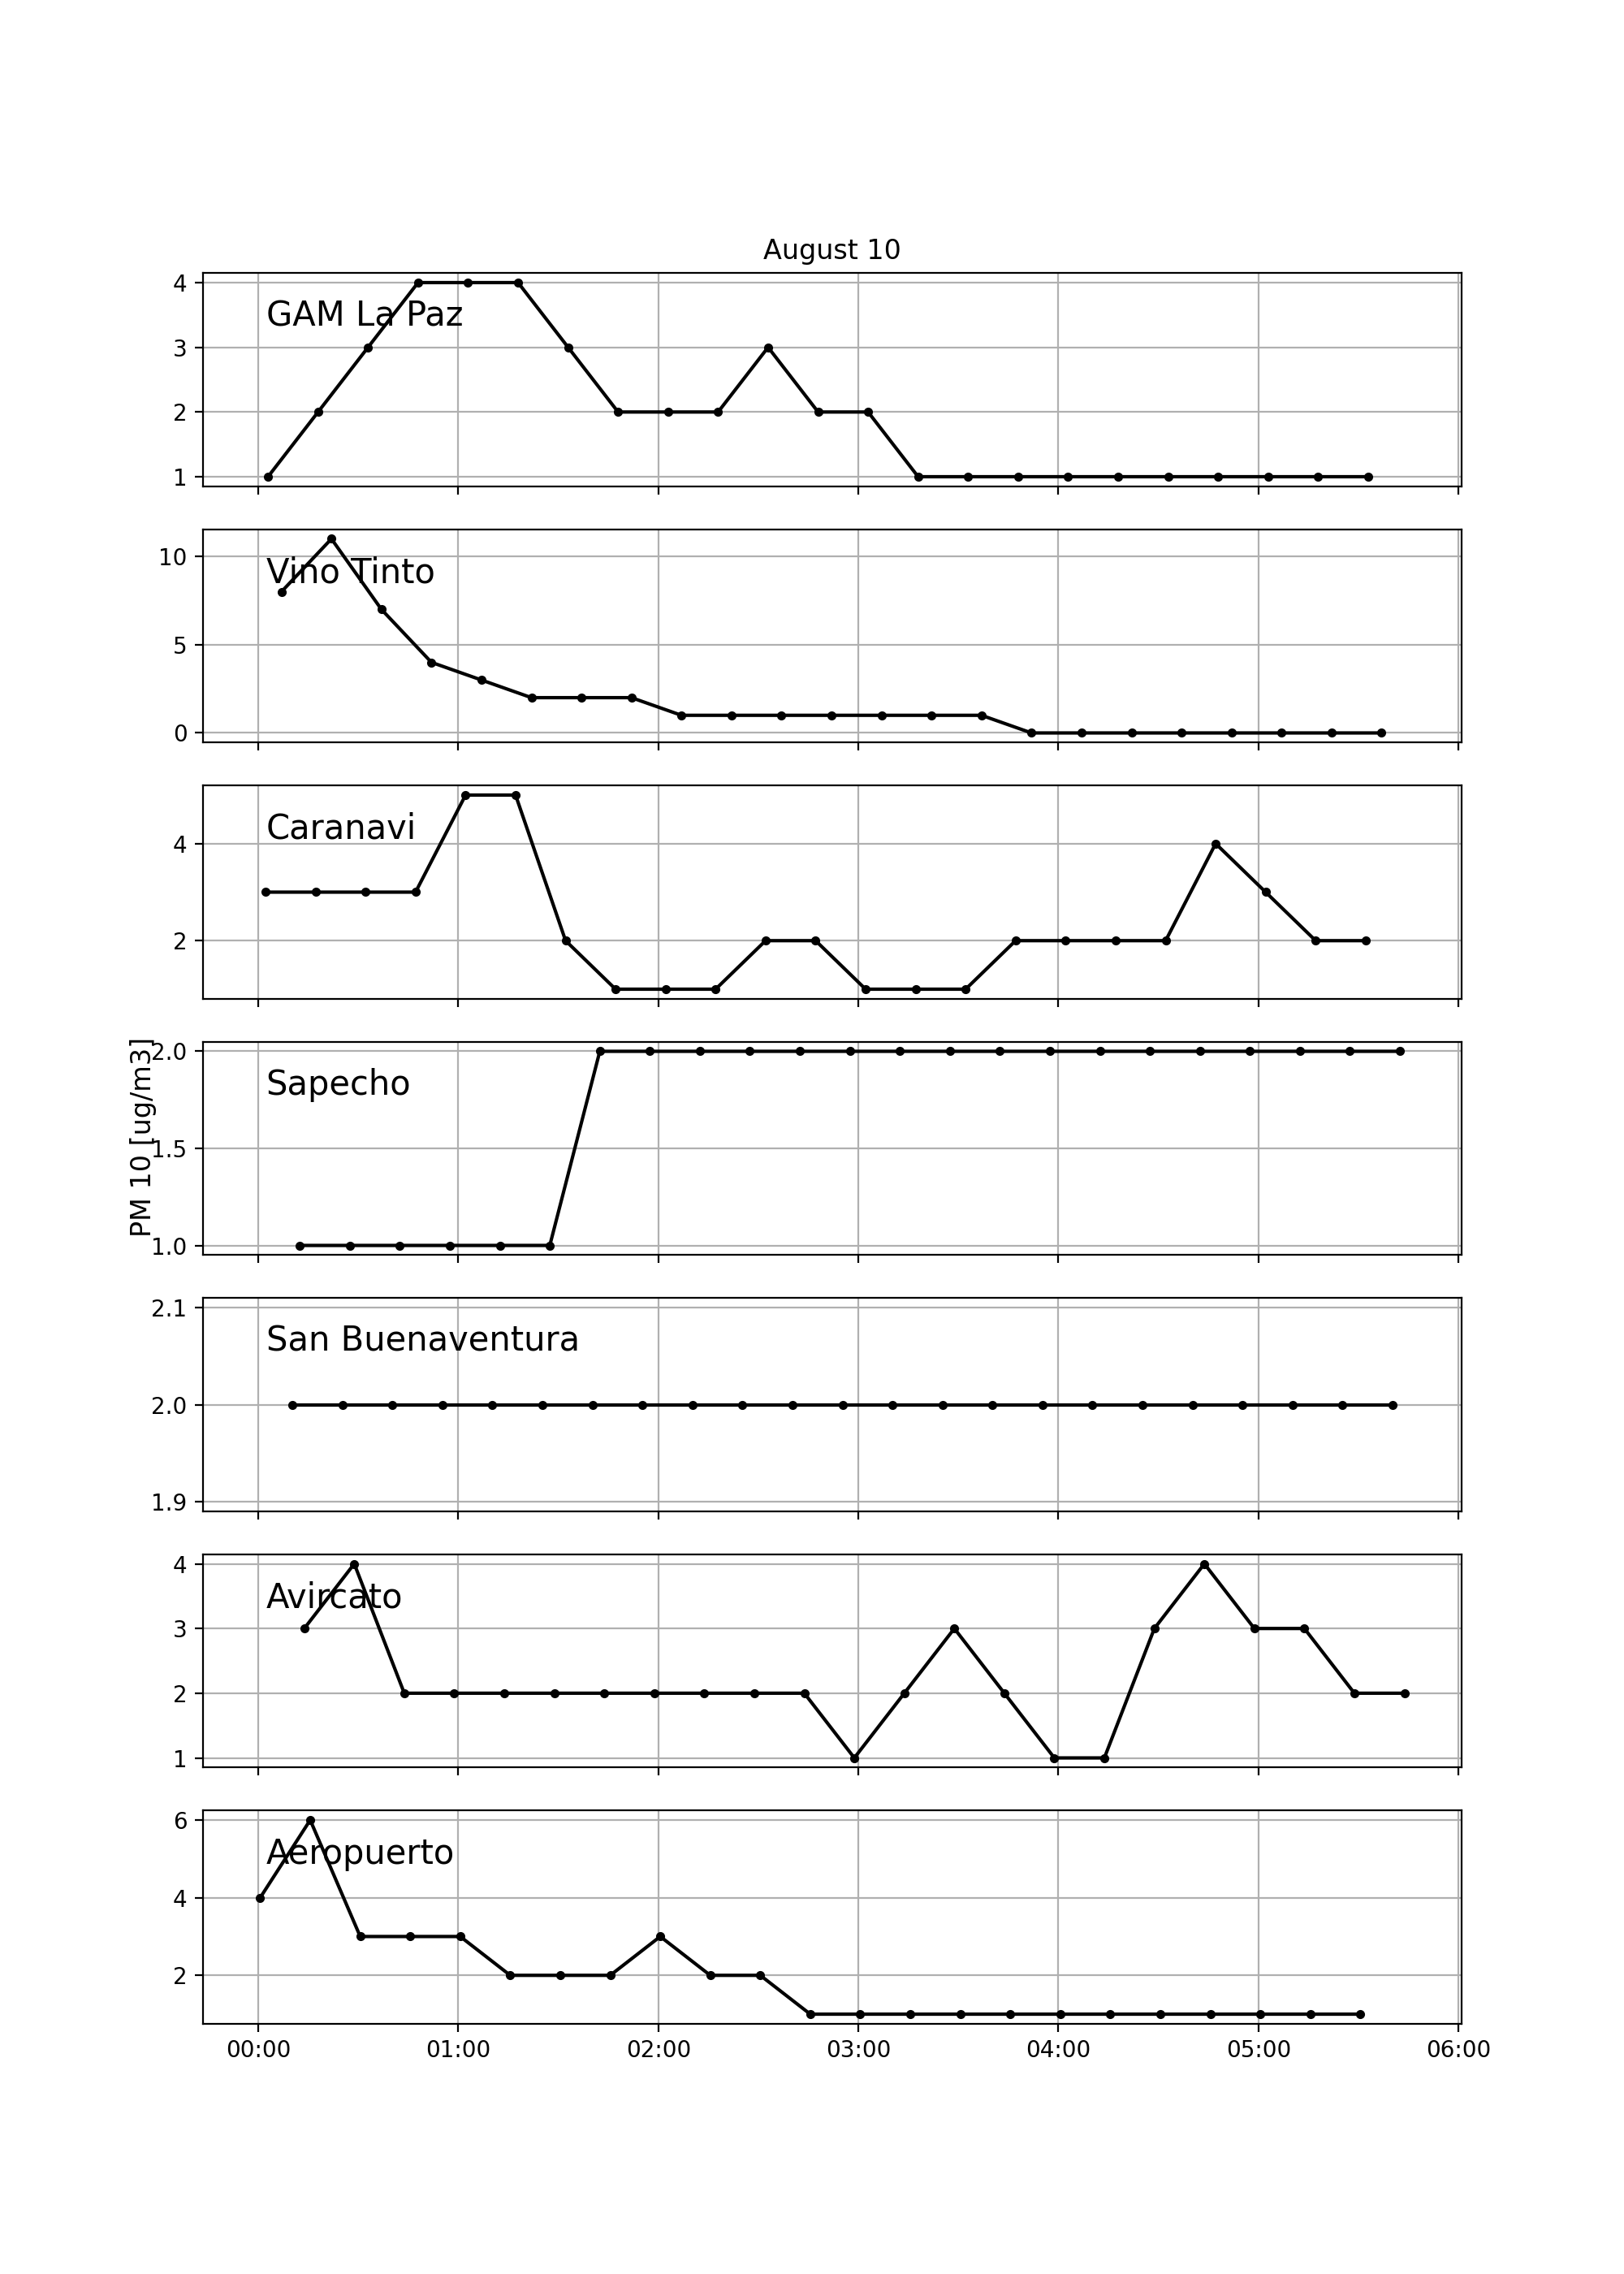 August 10
4
GAM La Paz
3
2
1
10
Vino Tinto
5
0
Caranavi
4
2
PM 10 [ug/m3]
2.0
Sapecho
1.5
1.0
2.1
San Buenaventura
2.0
1.9
4
Avircato
3
2
1
6
Aeropuerto
4
2
00:00 01:00 02:00 03:00 04:00 05:00 06:00